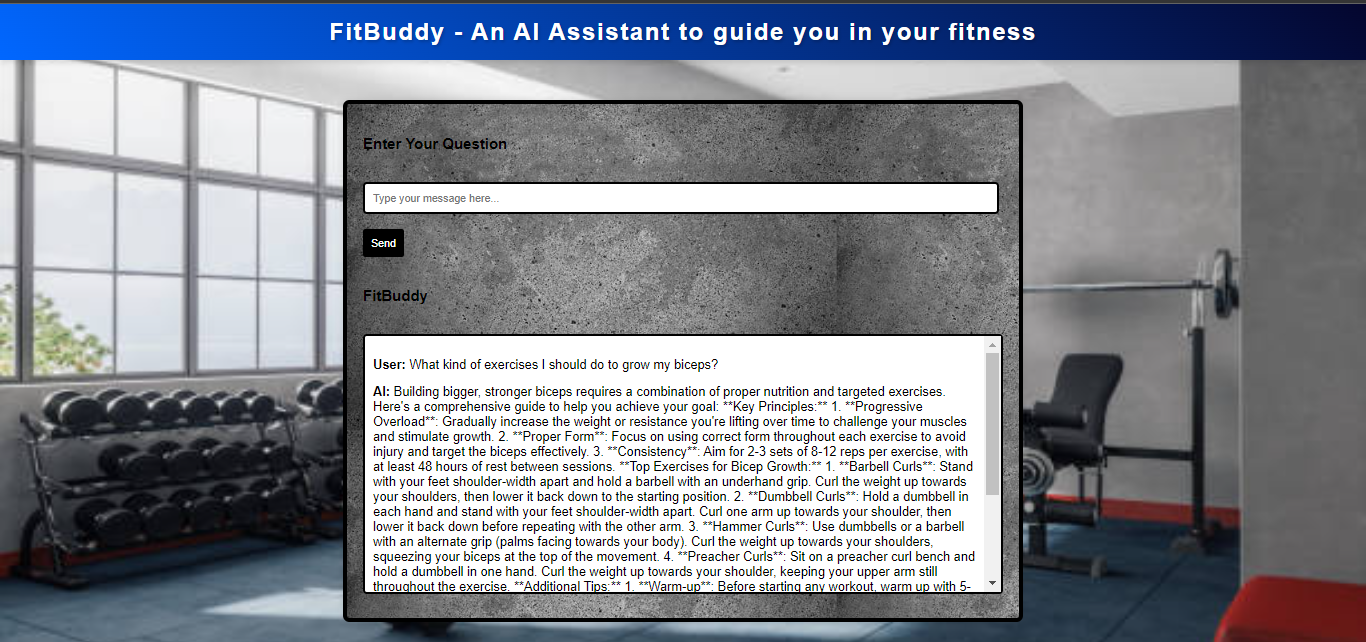 FitBuddy - An AI Assistant to guide you in your fitness
Enter Your Question
Type your message here...
Send
FitBuddy
User: What kind of exercises I should do to grow my biceps?
AI: Building bigger, stronger biceps requires a combination of proper nutrition and targeted exercises.
Here's a comprehensive guide to help you achieve your goal: **Key Principles:** 1. **Progressive
Overload**: Gradually increase the weight or resistance you're lifting over time to challenge your muscles
and stimulate growth. 2. **Proper Form**: Focus on using correct form throughout each exercise to avoid
injury and target the biceps effectively. 3. **Consistency**: Aim for 2-3 sets of 8-12 reps per exercise, with
at least 48 hours of rest between sessions. **Top Exercises for Bicep Growth:** 1. **Barbell Curls**: Stand
with your feet shoulder-width apart and hold a barbell with an underhand grip. Curl the weight up towards
your shoulders, then lower it back down to the starting position. 2. **Dumbbell Curls**: Hold a dumbbell in
each hand and stand with your feet shoulder-width apart. Curl one arm up towards your shoulder, then
lower it back down before repeating with the other arm. 3. **Hammer Curls**: Use dumbbells or a barbell
with an alternate grip (palms facing towards your body). Curl the weight up towards your shoulders,
squeezing your biceps at the top of the movement. 4. **Preacher Curls**: Sit on a preacher curl bench and
hold a dumbbell in one hand. Curl the weight up towards your shoulder, keeping your upper arm still
throughout the exercise. **Additional Tips:** 1. **Warm-up**: Before starting any workout, warm up with 5-